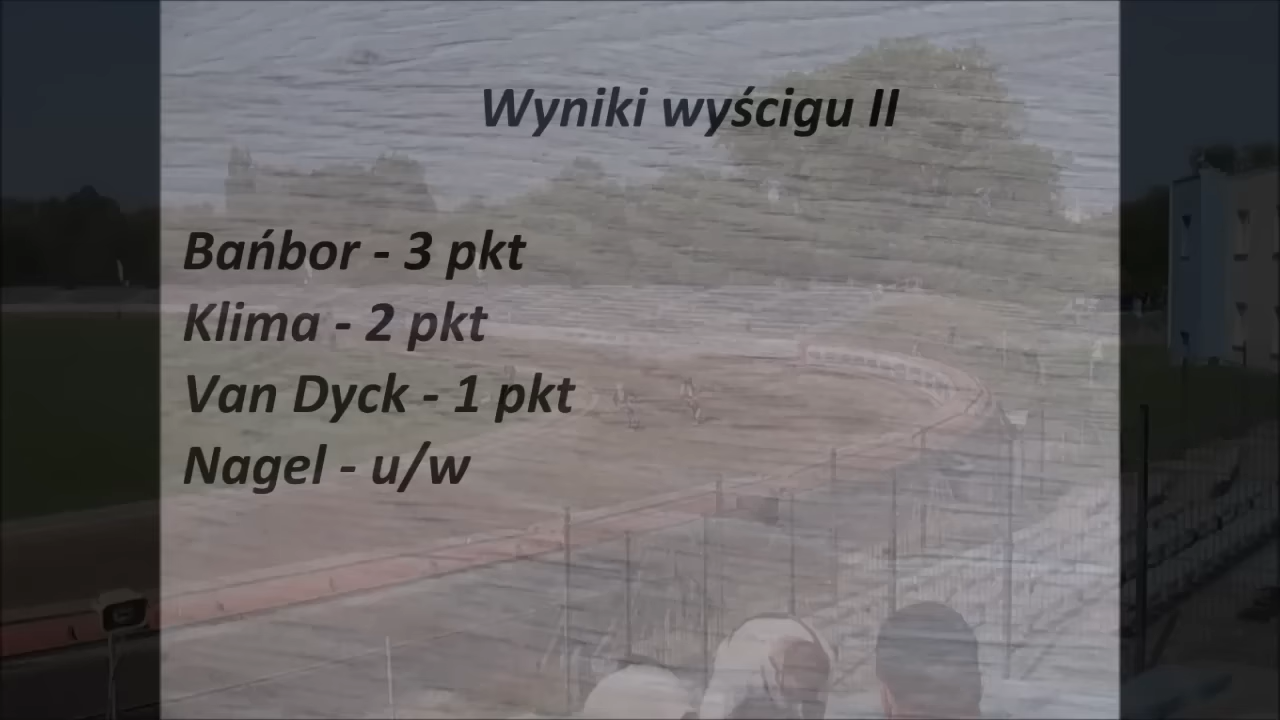 Wyniki wyścigu II
Bańbor - 3 pkt
Klima - 2 pkt
Van Dyck - 1 pkt
Nagel - u/w